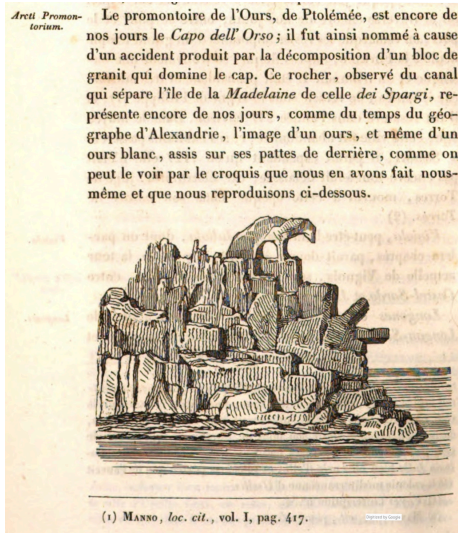 Arcti Promon-
torium.
Le promontoire de l'Ours, de Ptolémée, est encore de
nos jours le Capo dell' Orso; il fut ainsi nommé à cause
d'un accident produit par la décomposition d'un bloc de
granit qui domine le cap. Ce rocher, observé du canal
qui sépare l'île de la Madelaine de celle dei Spargi, re-
présente encore de nos jours, comme du temps du géo-
graphe d'Alexandrie, l'image d'un ours, et même d'un
ours blanc, assis sur ses pattes de derrière, comme on
peut le voir par le croquis que nous en avons fait nous-
même et que nous reproduisons ci-dessous.
(1) MANNO, loc. cit., vol. I, pag. 417.
Digitized by Google